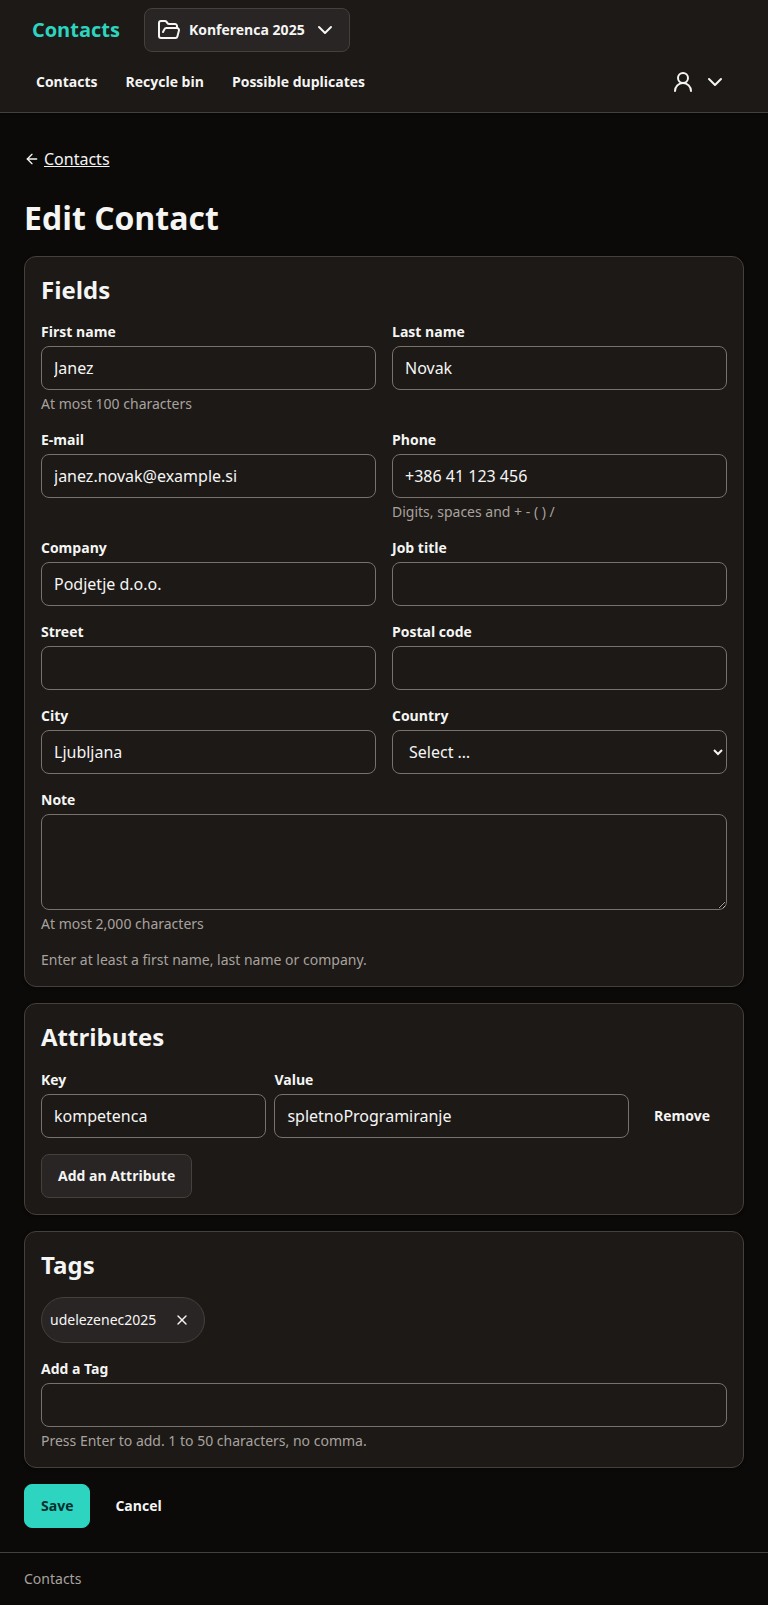 Contacts
Konferenca 2025
Contacts
Recycle bin
Possible duplicates
← Contacts
Edit Contact
Fields
First name
Last name
Janez
Novak
At most 100 characters
E-mail
Phone
janez.novak@example.si
+386 41 123 456
Digits, spaces and + - ( ) /
Company
Job title
Podjetje d.o.o.
Street
Postal code
City
Country
Ljubljana
Select ...
Note
At most 2,000 characters
Enter at least a first name, last name or company.
Attributes
Key
Value
kompetenca
spletnoProgramiranje
Remove
Add an Attribute
Tags
udelezenec2025
Add a Tag
Press Enter to add. 1 to 50 characters, no comma.
Save
Cancel
Contacts